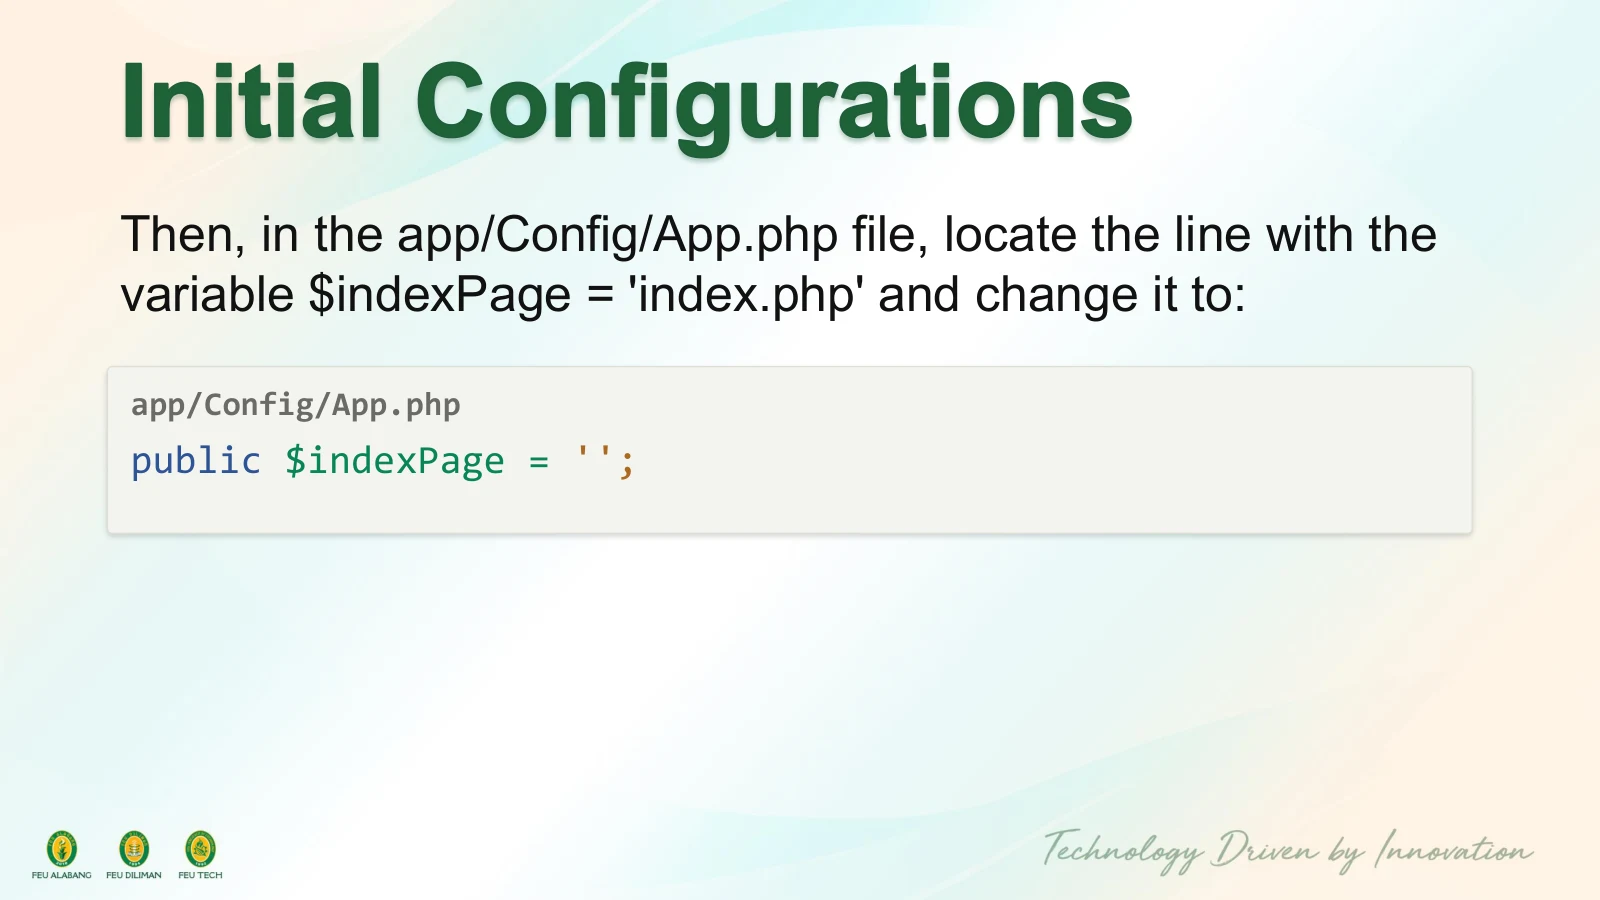 Initial Configurations
Then, in the app/Config/App.php file, locate the line with the
variable $indexPage = 'index.php' and change it to:
app/Config/App.php
public $indexPage = '';
FEU ALABANG FEU DILIMAN FEU TECH
Technology Driven by Innovation